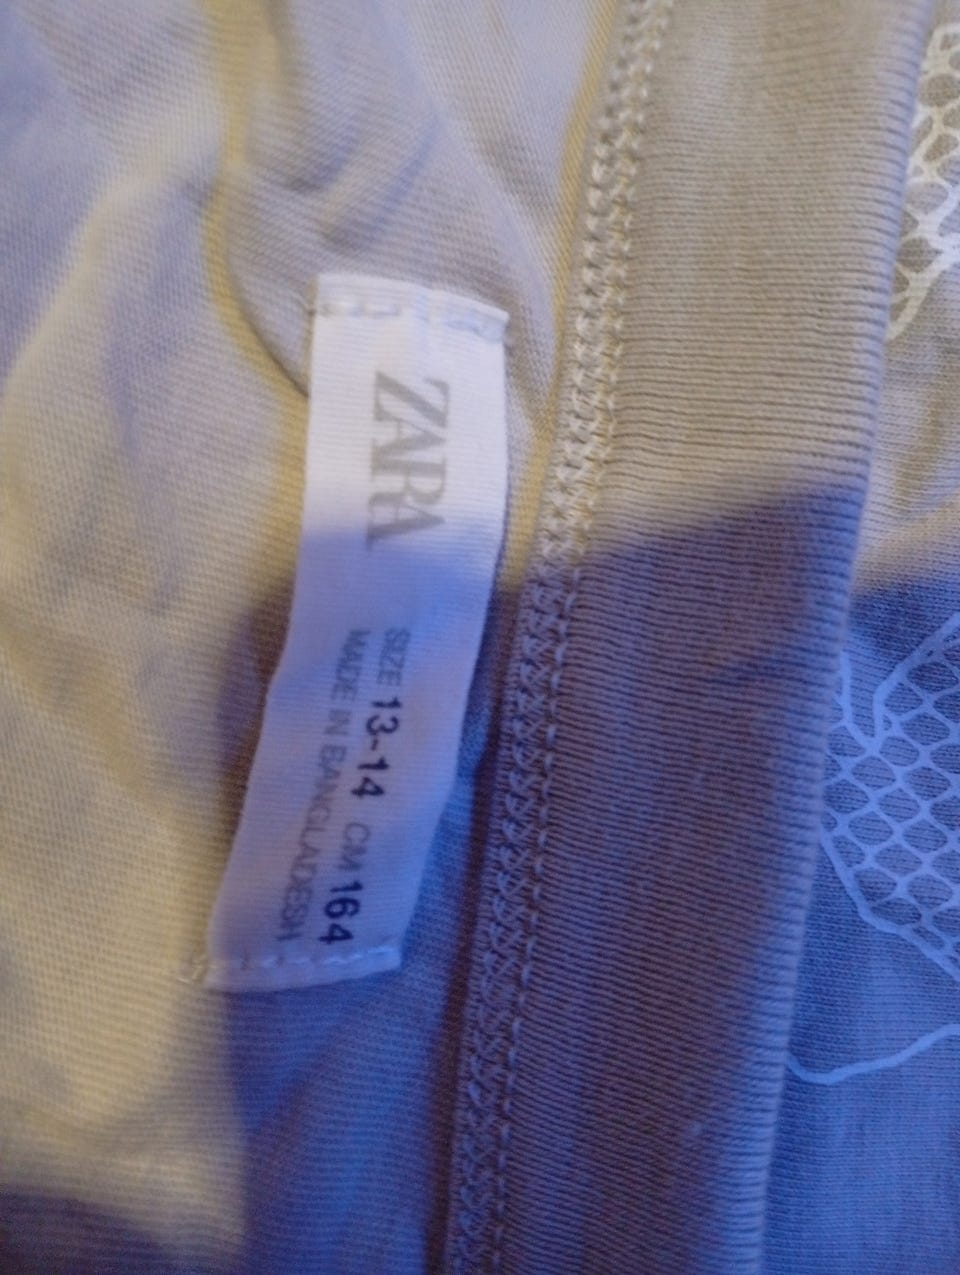 ZARA
SIZE 13-14 CM 164
MADE IN BANGLADESH